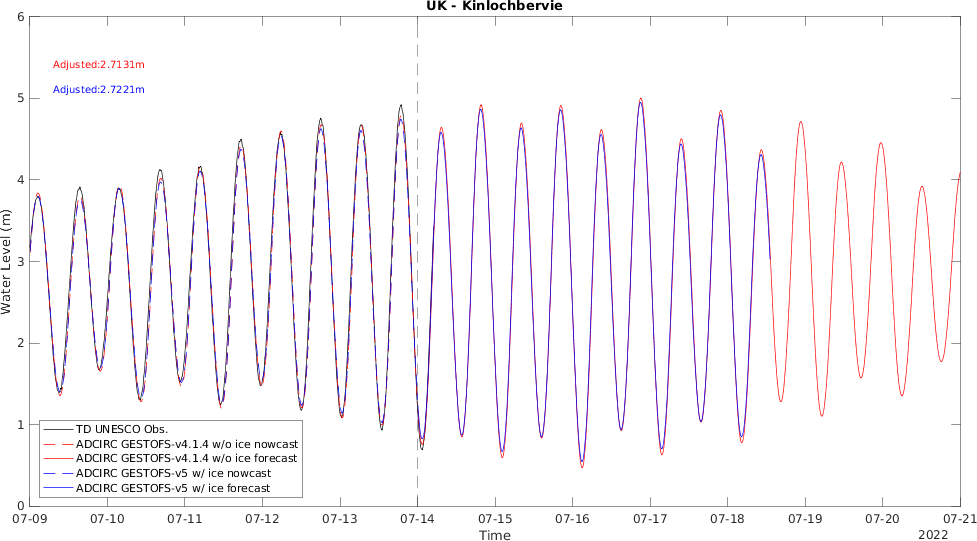 UK - Kinlochbervie
6
Adjusted:2.7131m
Adjusted:2.7221m
5
4
3
2
1
0
Water Level (m)
TD UNESCO Obs.
ADCIRC GESTOFS-v4.1.4 w/o ice nowcast
ADCIRC GESTOFS-v4.1.4 w/o ice forecast
ADCIRC GESTOFS-v5 w/ ice nowcast
ADCIRC GESTOFS-v5 w/ ice forecast
07-09 07-10 07-11 07-12 07-13 07-14 07-15 07-16 07-17 07-18 07-19 07-20 07-21
Time
2022